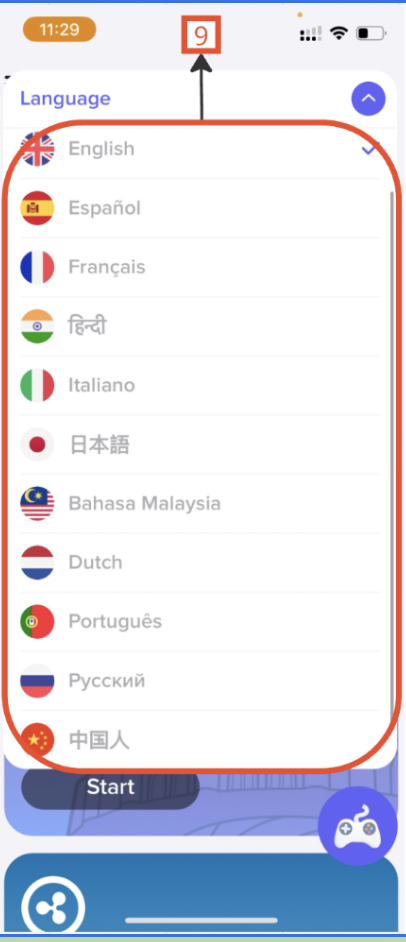 11:29
9
Language
English
Español
Français
हिन्दी
Italiano
日本語
Bahasa Malaysia
Dutch
Português
Русский
中国人
Start